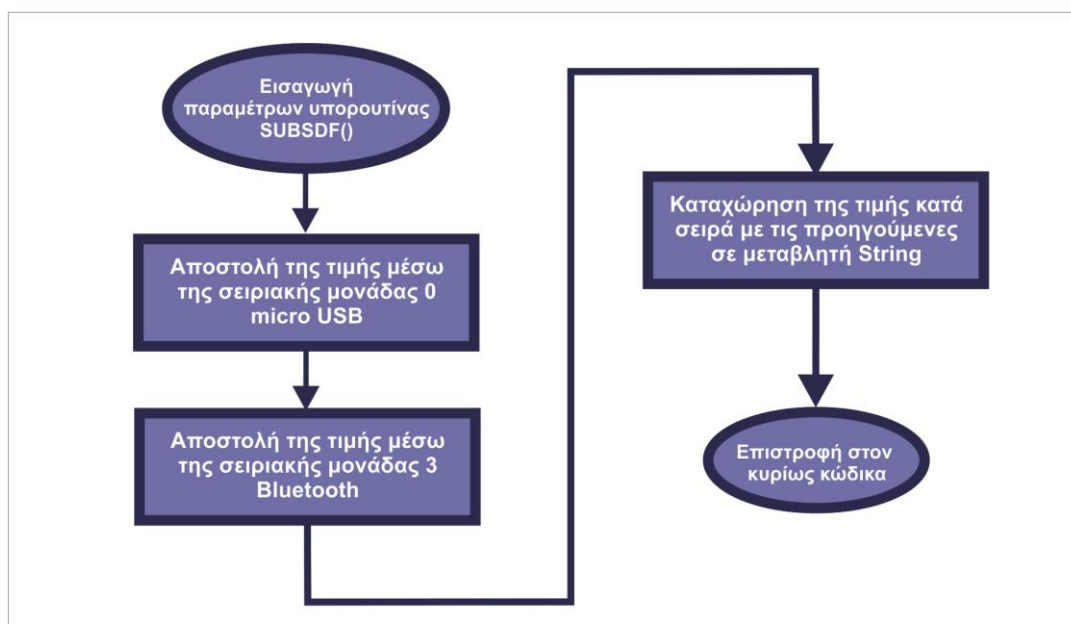 Εισαγωγή
παραμέτρων υπορουτίνας
SUBSDF()
Αποστολή της τιμής μέσω
της σειριακής μονάδας 0
micro USB
Αποστολή της τιμής μέσω
της σειριακής μονάδας 3
Bluetooth
Καταχώρηση της τιμής κατά
σειρά με τις προηγούμενες
σε μεταβλητή String
Επιστροφή στον
κυρίως κώδικα